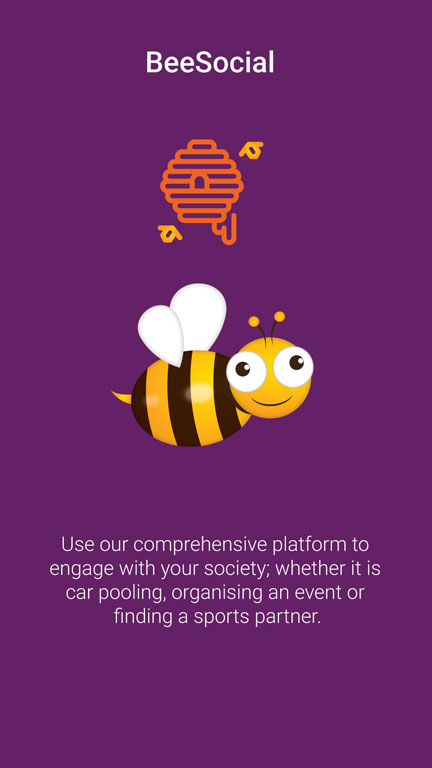 BeeSocial
Use our comprehensive platform to
engage with your society; whether it is
car pooling, organising an event or
finding a sports partner.